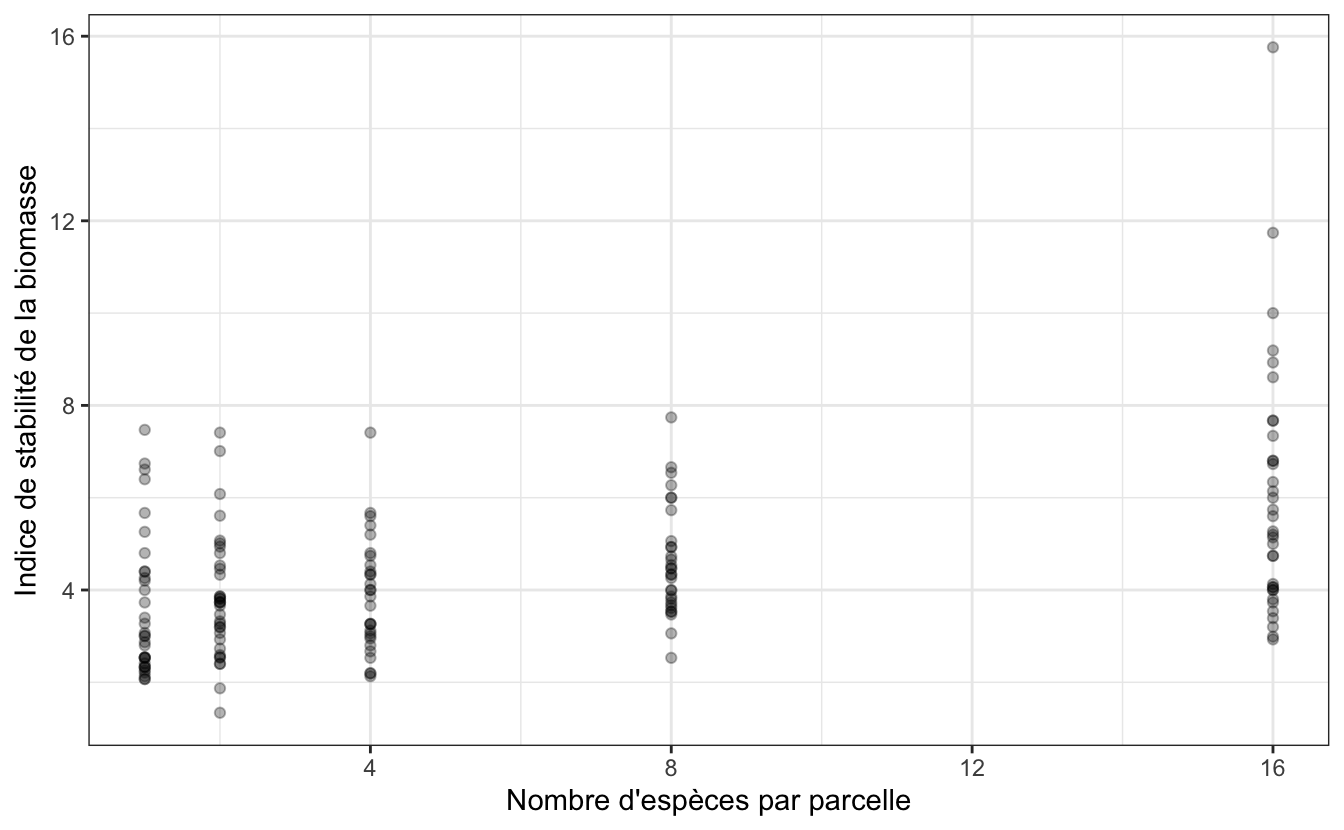 16
12
8
4
Indice de stabilité de la biomasse
4 8 12 16
Nombre d'espèces par parcelle